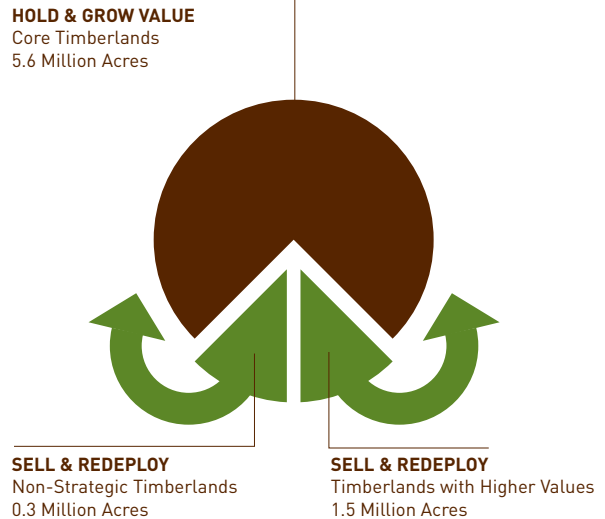 HOLD & GROW VALUE
Core Timberlands
5.6 Million Acres
SELL & REDEPLOY
Non-Strategic Timberlands
0.3 Million Acres
SELL & REDEPLOY
Timberlands with Higher Values
1.5 Million Acres